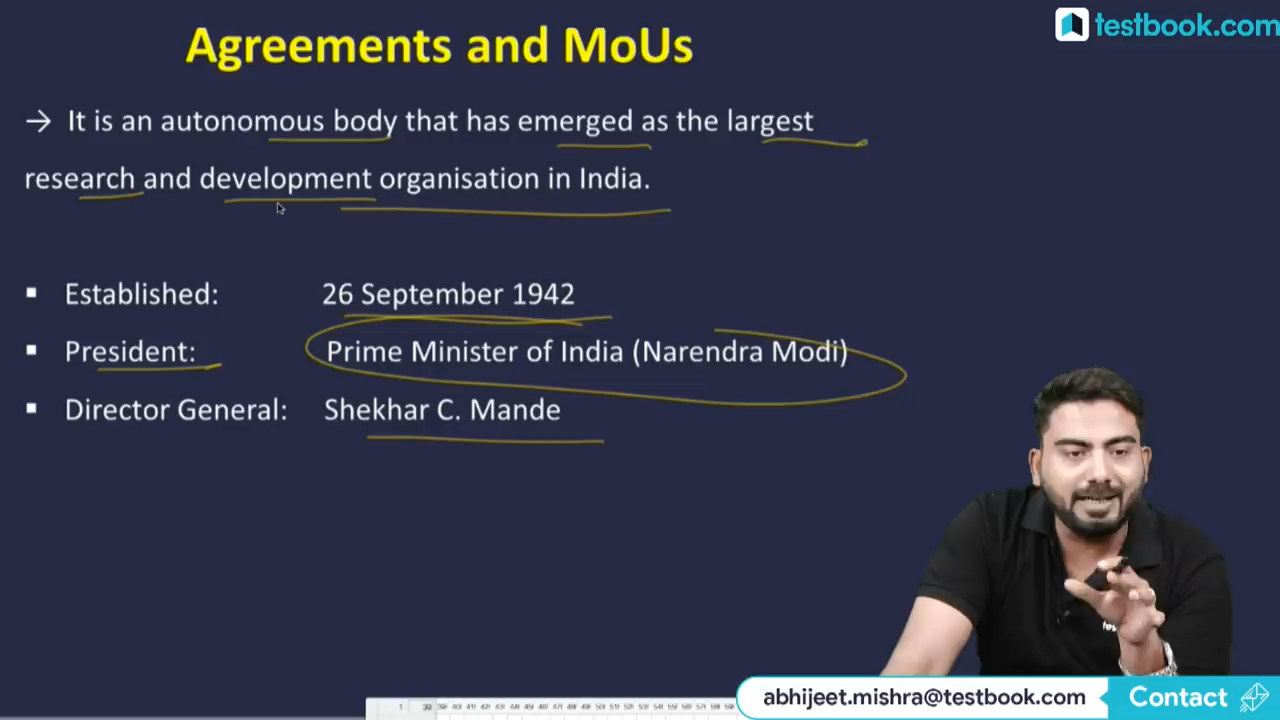 testbook.com
Agreements and MoUs
→ It is an autonomous body that has emerged as the largest
research and development organisation in India.
▪ Established: 26 September 1942
▪ President: Prime Minister of India (Narendra Modi)
▪ Director General: Shekhar C. Mande
abhijeet.mishra@testbook.com Contact